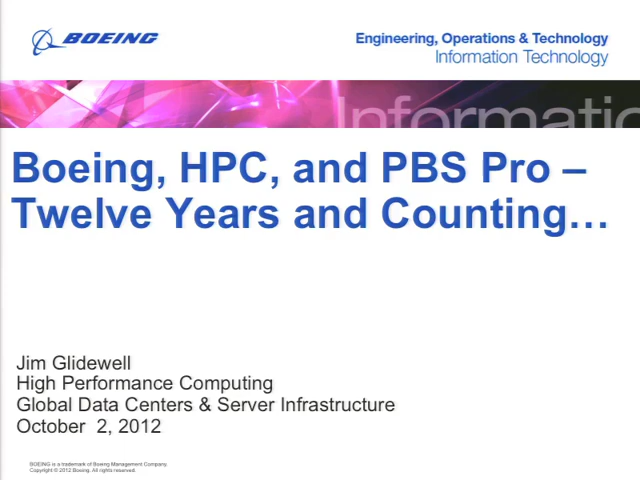 BOEING
Engineering, Operations & Technology
Information Technology
Informatic
Boeing, HPC, and PBS Pro –
Twelve Years and Counting…
Jim Glidewell
High Performance Computing
Global Data Centers & Server Infrastructure
October 2, 2012
BOEING is a trademark of Boeing Management Company.
Copyright © 2012 Boeing. All rights reserved.